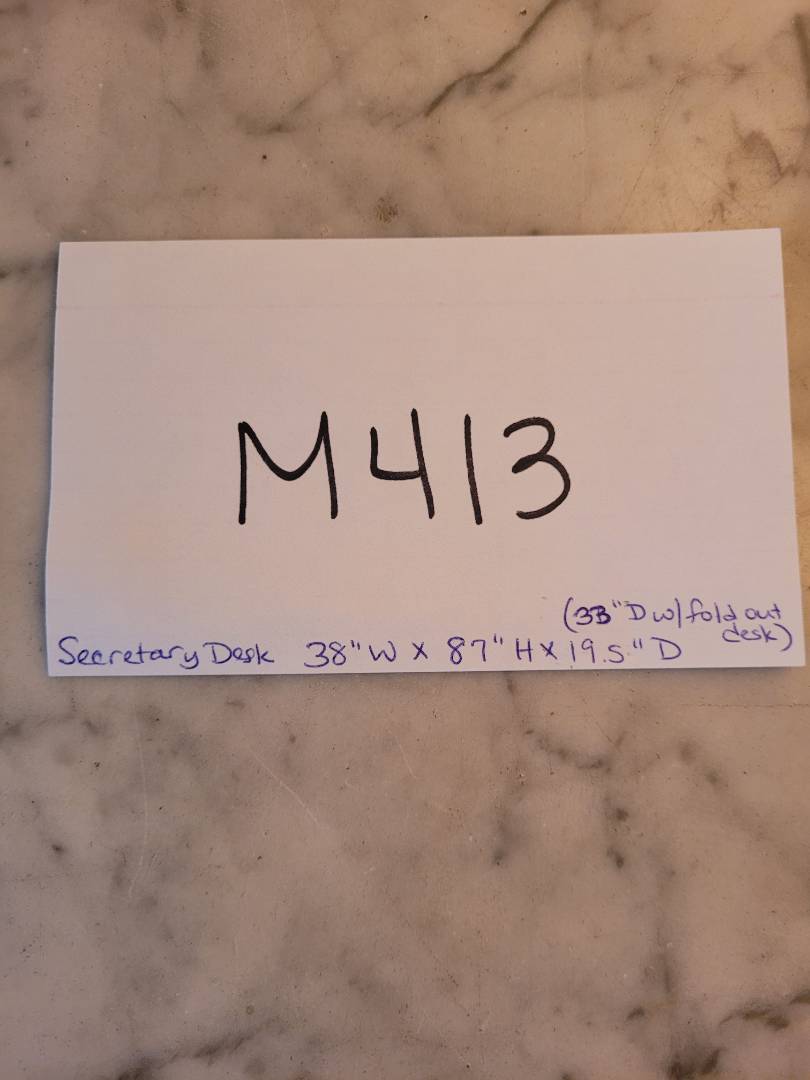 M413
(33" D w/ fold out
desk)
Secretary Desk 38" W x 87" H x 19.5" D